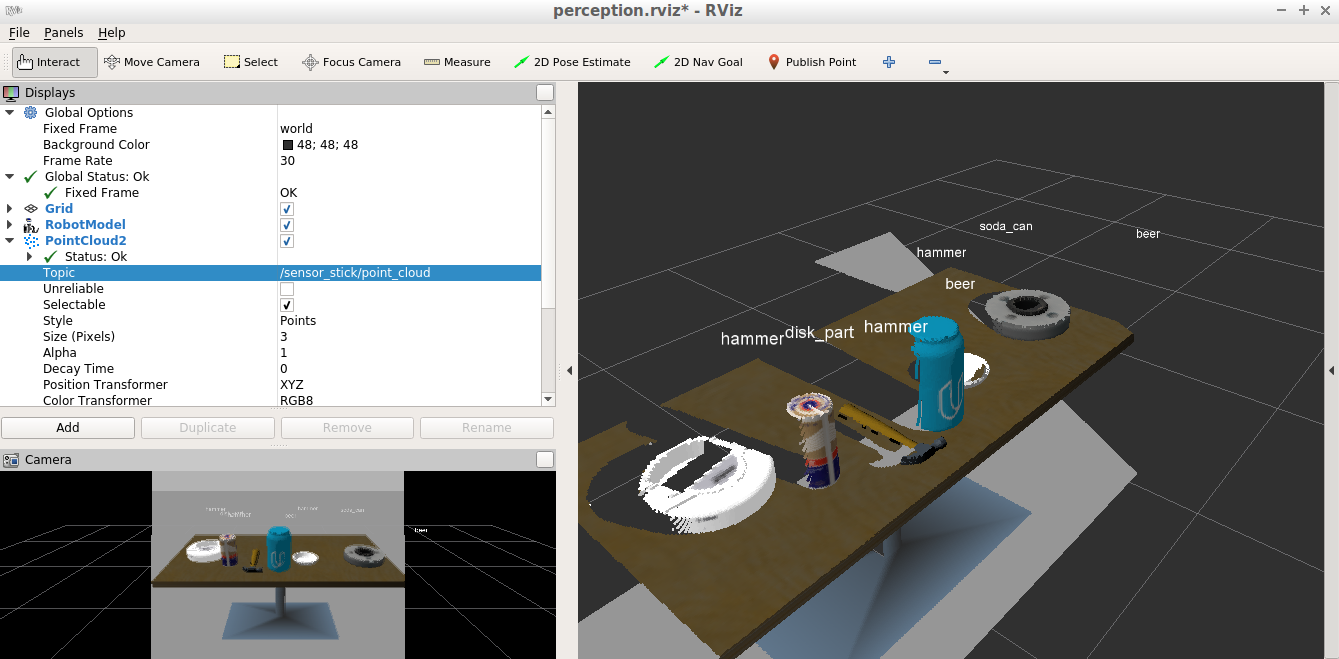 perception.rviz* - RViz
File Panels Help
Interact Move Camera Select Focus Camera Measure 2D Pose Estimate 2D Nav Goal Publish Point
Displays
Global Options
Fixed Frame world
Background Color 48; 48; 48
Frame Rate 30
Global Status: Ok
Fixed Frame OK
Grid
RobotModel
PointCloud2
Status: Ok
Topic /sensor_stick/point_cloud
Unreliable
Selectable
Style Points
Size (Pixels) 3
Alpha 1
Decay Time 0
Position Transformer XYZ
Color Transformer RGB8
Add Duplicate Remove Rename
Camera
beer
soda_can
beer
hammer
beer
hammer
disk_part
hammer